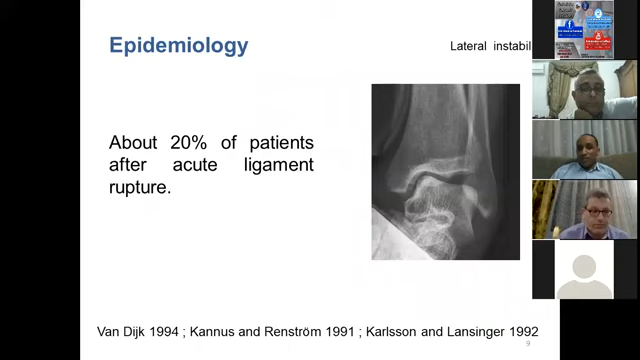 Epidemiology
Lateral instabil
About 20% of patients
after acute ligament
rupture.
Van Dijk 1994 ; Kannus and Renström 1991 ; Karlsson and Lansinger 1992
9